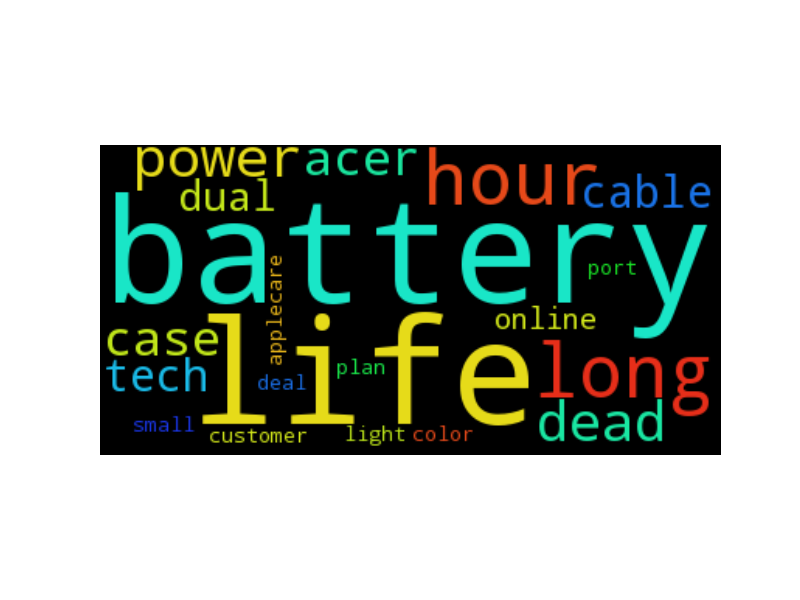 power acer hour
dual cable
battery
port
applecare
online
case life long
tech plan
deal
dead
small customer light color